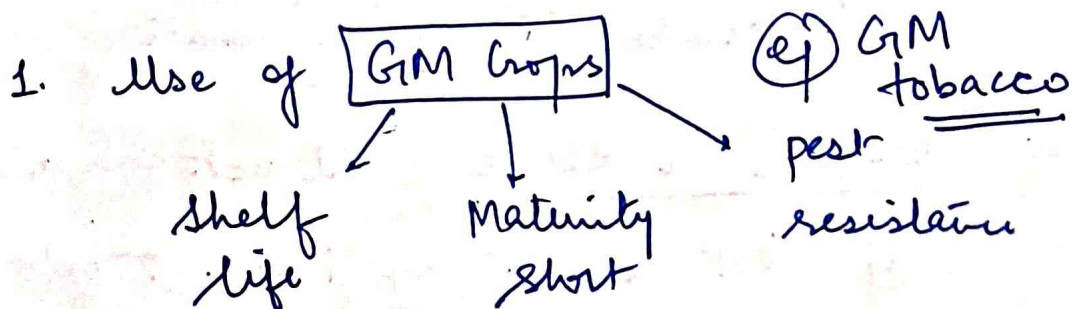 1. Use of GM Crops eg GM
tobacco
shelf Maturity pest
life short resistance